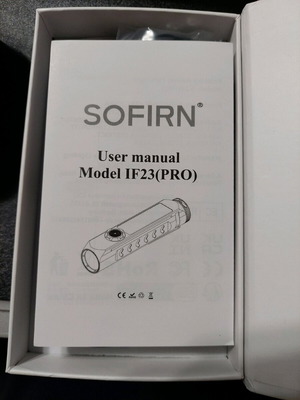 SOFIRN®
User manual
Model IF23(PRO)